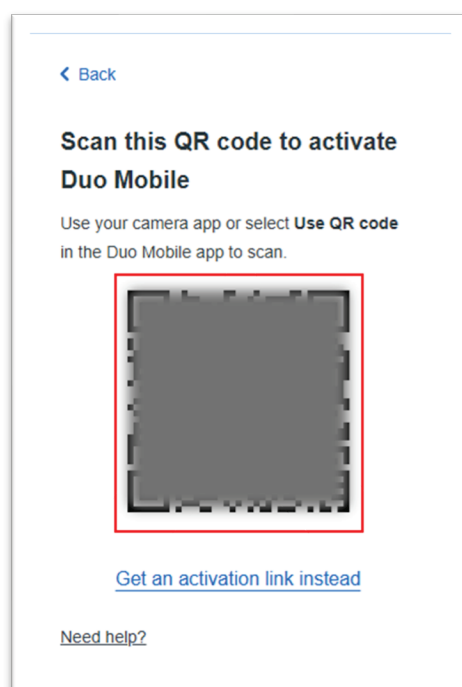 Back
Scan this QR code to activate
Duo Mobile
Use your camera app or select Use QR code
in the Duo Mobile app to scan.
Get an activation link instead
Need help?